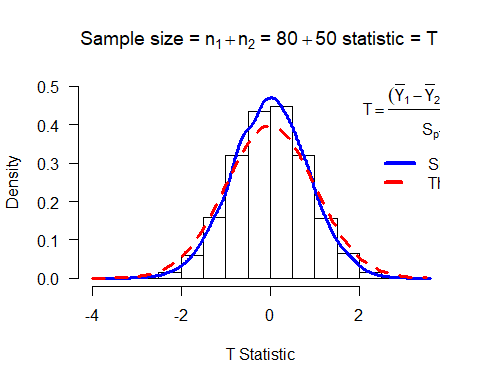 Sample size = n₁+n₂ = 80 + 50 statistic = T
0.5
0.4
0.3
0.2
0.1
0.0
Density
T = (Y̅₁ − Y̅₂
Sₚ
S
-4 -2 0 2
T Statistic